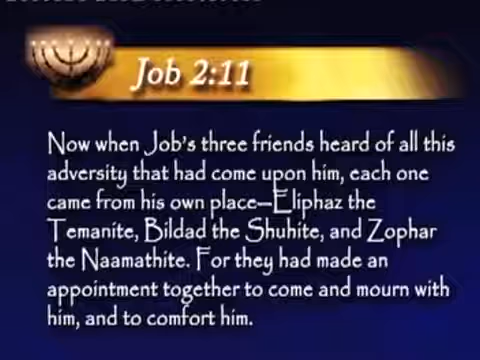 Job 2:11
Now when Job's three friends heard of all this
adversity that had come upon him, each one
came from his own place—Eliphaz the
Temanite, Bildad the Shuhite, and Zophar
the Naamathite. For they had made an
appointment together to come and mourn with
him, and to comfort him.